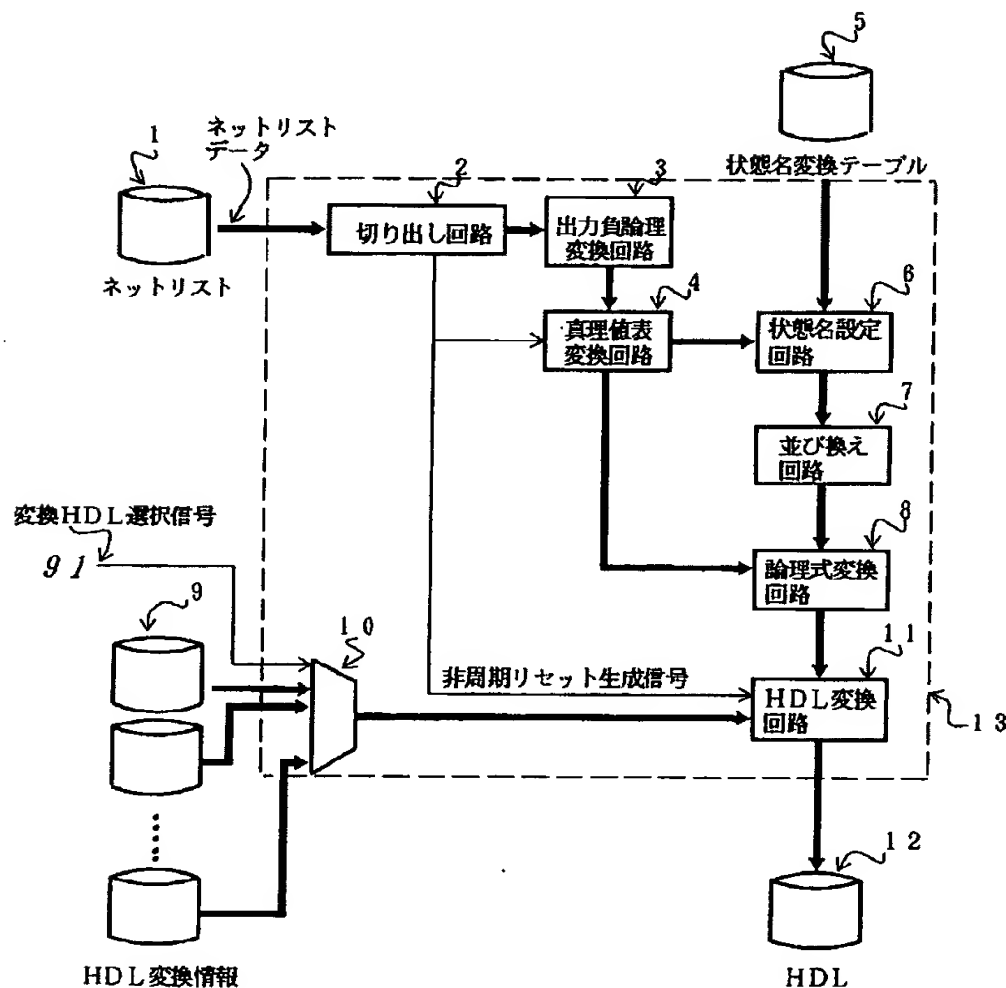 5
状態名変換テーブル
1
ネットリスト
データ
ネットリスト
2
切り出し回路
3
出力負論理
変換回路
4
真理値表
変換回路
6
状態名設定
回路
7
並び換え
回路
変換HDL選択信号
91
8
論理式変換
回路
9
10
非周期リセット生成信号
11
HDL変換
回路
13
12
HDL変換情報
HDL